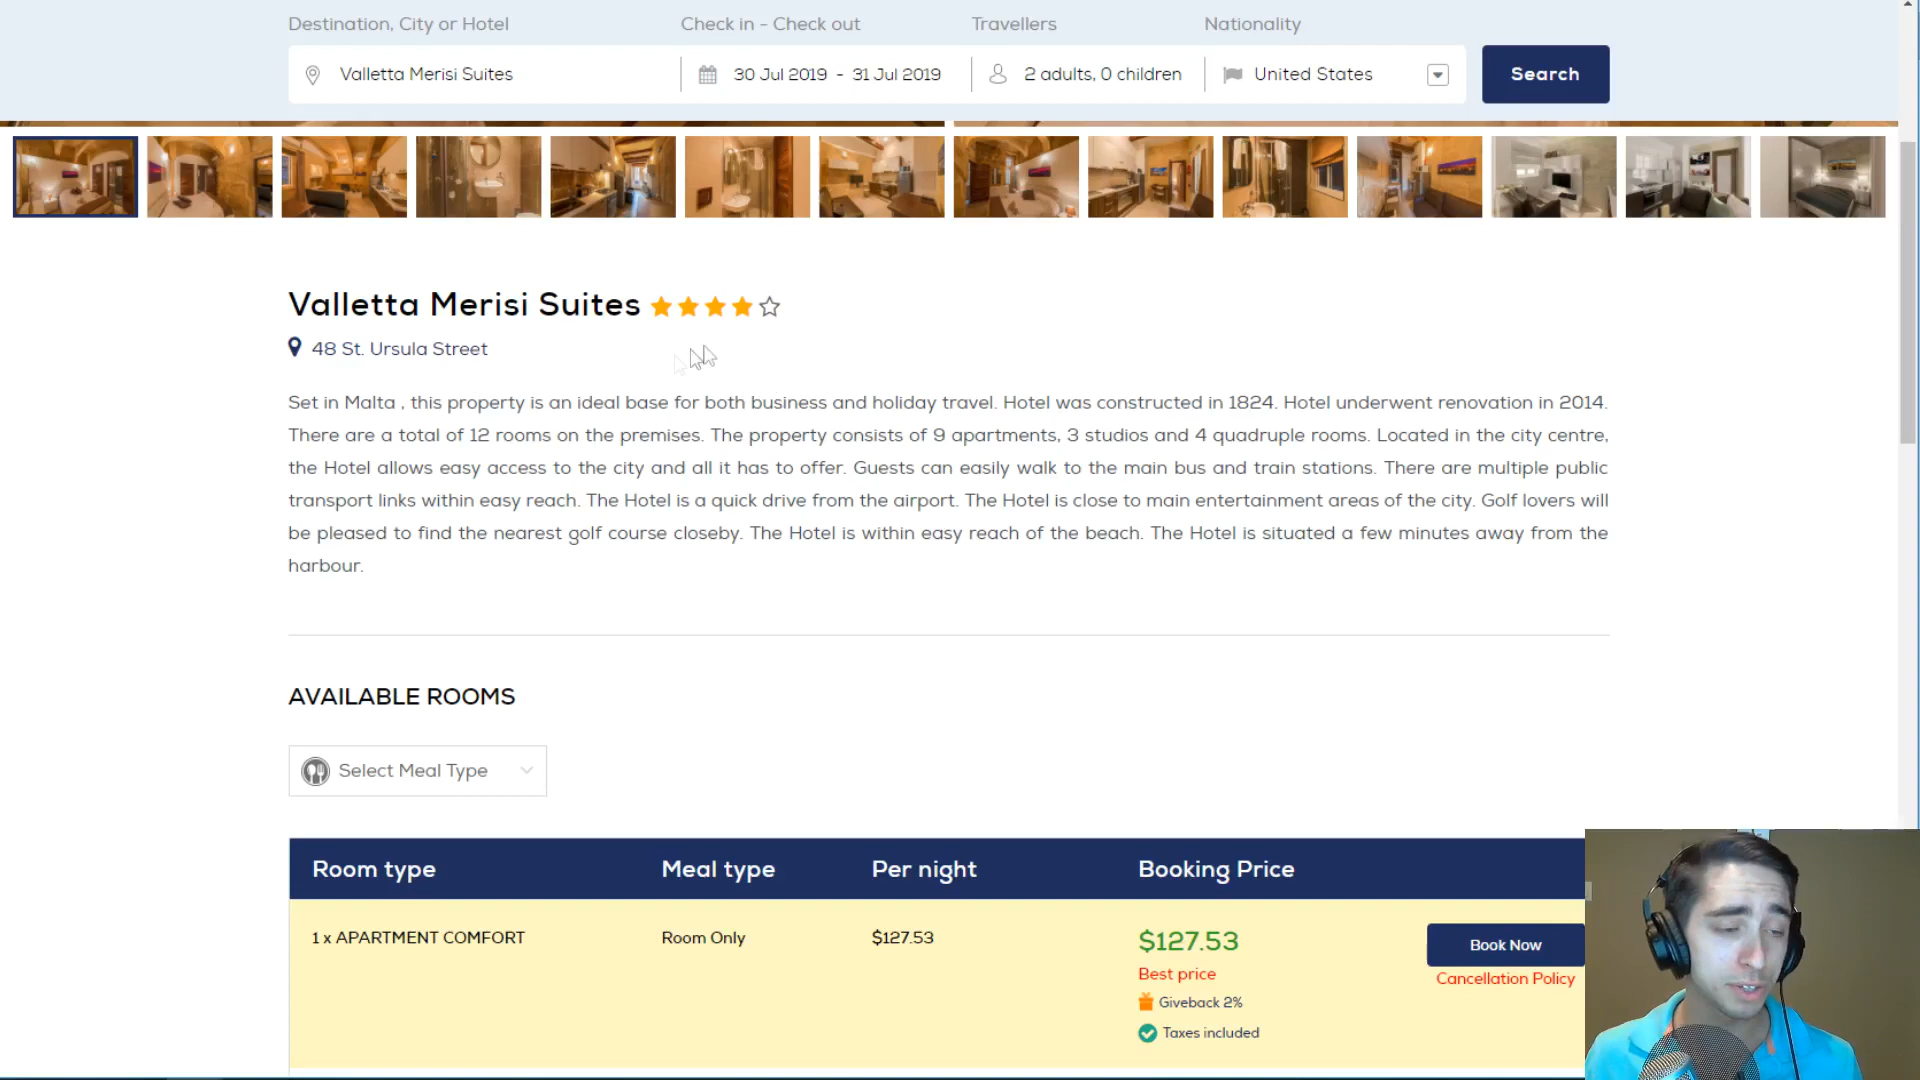 Destination, City or Hotel
Check in - Check out
Travellers
Nationality
Valletta Merisi Suites
30 Jul 2019 - 31 Jul 2019
2 adults, 0 children
United States
Search
Valletta Merisi Suites
48 St. Ursula Street
Set in Malta , this property is an ideal base for both business and holiday travel. Hotel was constructed in 1824. Hotel underwent renovation in 2014.
There are a total of 12 rooms on the premises. The property consists of 9 apartments, 3 studios and 4 quadruple rooms. Located in the city centre,
the Hotel allows easy access to the city and all it has to offer. Guests can easily walk to the main bus and train stations. There are multiple public
transport links within easy reach. The Hotel is a quick drive from the airport. The Hotel is close to main entertainment areas of the city. Golf lovers will
be pleased to find the nearest golf course closeby. The Hotel is within easy reach of the beach. The Hotel is situated a few minutes away from the
harbour.
AVAILABLE ROOMS
Select Meal Type
Room type
Meal type
Per night
Booking Price
1 x APARTMENT COMFORT
Room Only
$127.53
$127.53
Best price
Giveback 2%
Taxes included
Book Now
Cancellation Policy